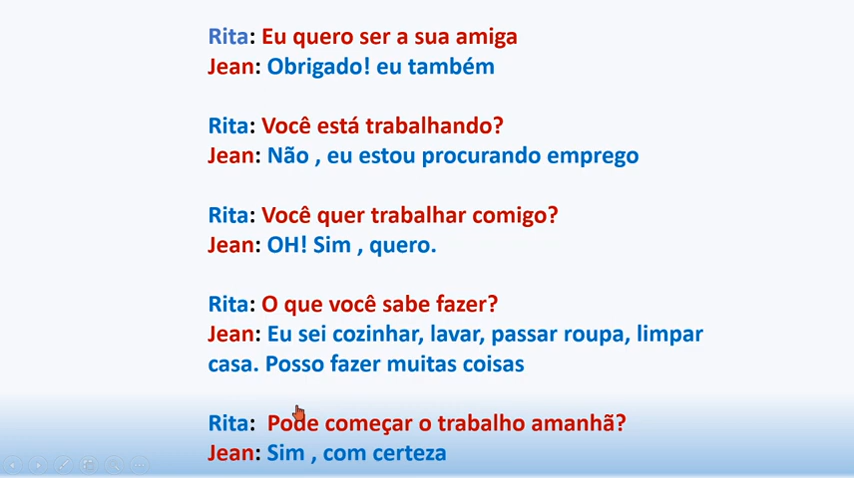 Rita: Eu quero ser a sua amiga
Jean: Obrigado! eu também
Rita: Você está trabalhando?
Jean: Não , eu estou procurando emprego
Rita: Você quer trabalhar comigo?
Jean: OH! Sim , quero.
Rita: O que você sabe fazer?
Jean: Eu sei cozinhar, lavar, passar roupa, limpar
casa. Posso fazer muitas coisas
Rita:  Pode começar o trabalho amanhã?
Jean: Sim , com certeza